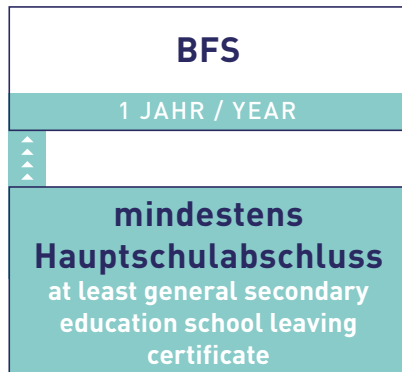 BFS
1 JAHR / YEAR
mindestens
Hauptschulabschluss
at least general secondary
education school leaving
certificate